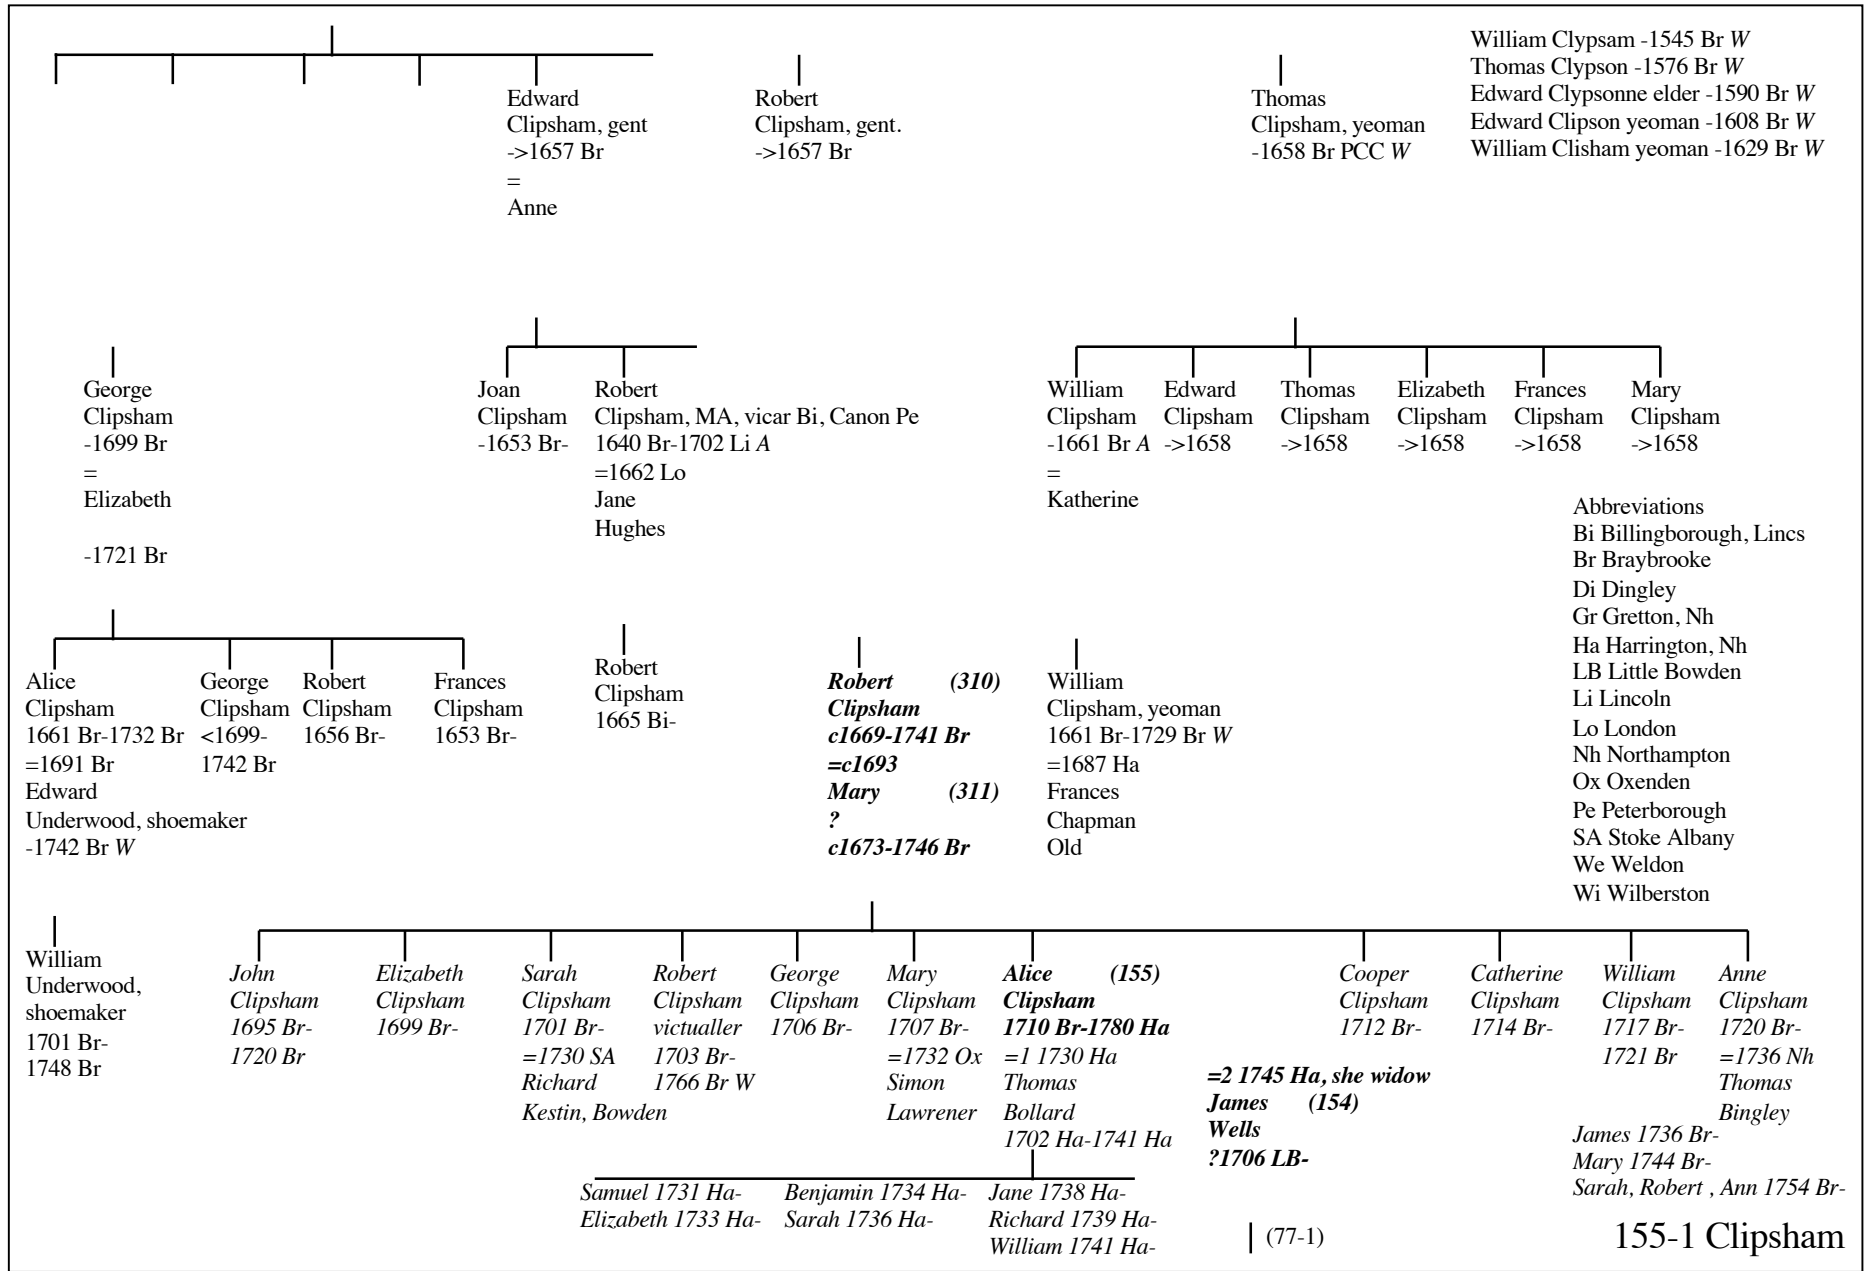 William Clypsam -1545 Br W
Thomas Clypson -1576 Br W
Edward Clypsonne elder -1590 Br W
Edward Clipson yeoman -1608 Br W
William Clisham yeoman -1629 Br W
Edward
Clipsham, gent
->1657 Br
=
Anne
Robert
Clipsham, gent.
->1657 Br
Thomas
Clipsham, yeoman
-1658 Br PCC W
George
Clipsham
-1699 Br
=
Elizabeth
-1721 Br
Joan
Clipsham
-1653 Br-
Robert
Clipsham, MA, vicar Bi, Canon Pe
1640 Br-1702 Li A
=1662 Lo
Jane
Hughes
William
Clipsham
-1661 Br A
=
Katherine
Edward
Clipsham
->1658
Thomas
Clipsham
->1658
Elizabeth
Clipsham
->1658
Frances
Clipsham
->1658
Mary
Clipsham
->1658
Abbreviations
Bi Billingborough, Lincs
Br Braybrooke
Di Dingley
Gr Gretton, Nh
Ha Harrington, Nh
LB Little Bowden
Li Lincoln
Lo London
Nh Northampton
Ox Oxenden
Pe Peterborough
SA Stoke Albany
We Weldon
Wi Wilberston
Alice
Clipsham
1661 Br-1732 Br
=1691 Br
Edward
Underwood, shoemaker
-1742 Br W
George
Clipsham
<1699-
1742 Br
Robert
Clipsham
1656 Br-
Frances
Clipsham
1653 Br-
Robert
Clipsham
1665 Bi-
Robert (310)
Clipsham
c1669-1741 Br
=c1693
Mary (311)
?
c1673-1746 Br
William
Clipsham, yeoman
1661 Br-1729 Br W
=1687 Ha
Frances
Chapman
Old
William
Underwood,
shoemaker
1701 Br-
1748 Br
John
Clipsham
1695 Br-
1720 Br
Elizabeth
Clipsham
1699 Br-
Sarah
Clipsham
1701 Br-
=1730 SA
Richard
Kestin, Bowden
Robert
Clipsham
victualler
1703 Br-
1766 Br W
George
Clipsham
1706 Br-
Mary
Clipsham
1707 Br-
=1732 Ox
Simon
Lawrener
Alice (155)
Clipsham
1710 Br-1780 Ha
=1 1730 Ha
Thomas
Bollard
1702 Ha-1741 Ha
=2 1745 Ha, she widow
James (154)
Wells
?1706 LB-
Cooper
Clipsham
1712 Br-
Catherine
Clipsham
1714 Br-
William
Clipsham
1717 Br-
1721 Br
Anne
Clipsham
1720 Br-
=1736 Nh
Thomas
Bingley
James 1736 Br-
Mary 1744 Br-
Sarah, Robert , Ann 1754 Br-
Samuel 1731 Ha-
Elizabeth 1733 Ha-
Benjamin 1734 Ha-
Sarah 1736 Ha-
Jane 1738 Ha-
Richard 1739 Ha-
William 1741 Ha-
(77-1)
155-1 Clipsham